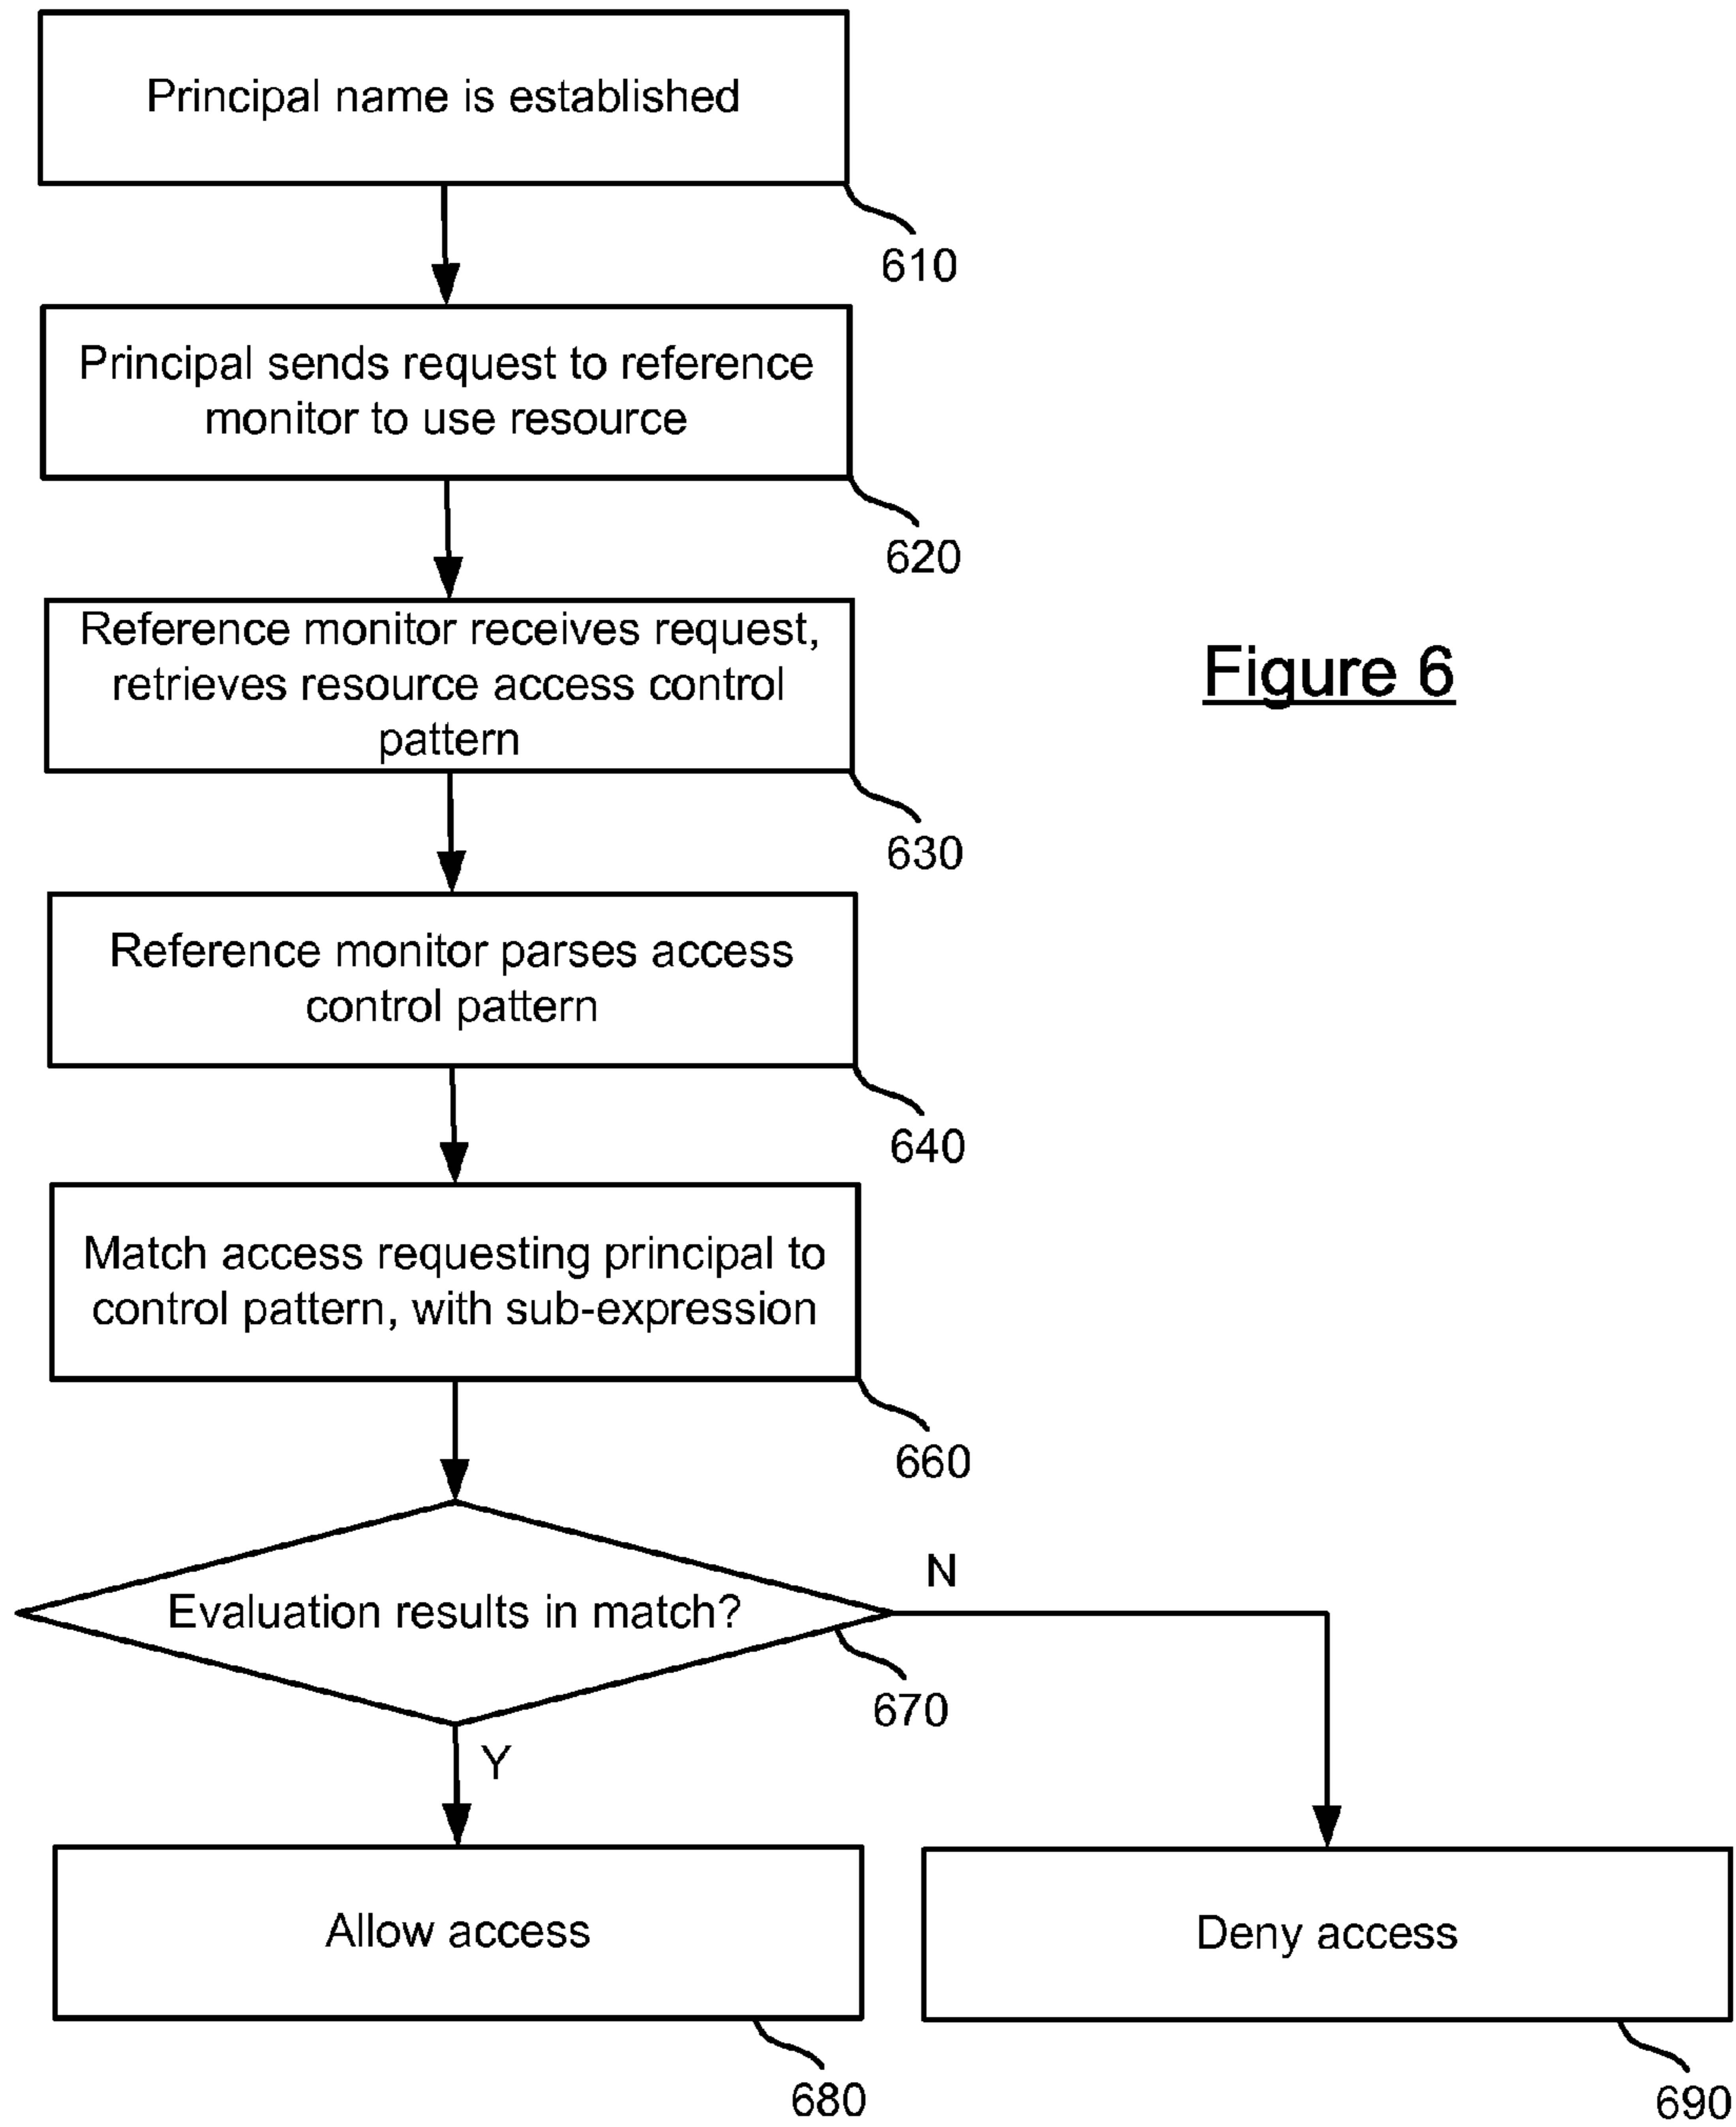 Principal name is established
610
Principal sends request to reference
monitor to use resource
620
Reference monitor receives request,
retrieves resource access control
pattern
630
Figure 6
Reference monitor parses access
control pattern
640
Match access requesting principal to
control pattern, with sub-expression
660
Evaluation results in match?
N
670
Y
Allow access
680
Deny access
690